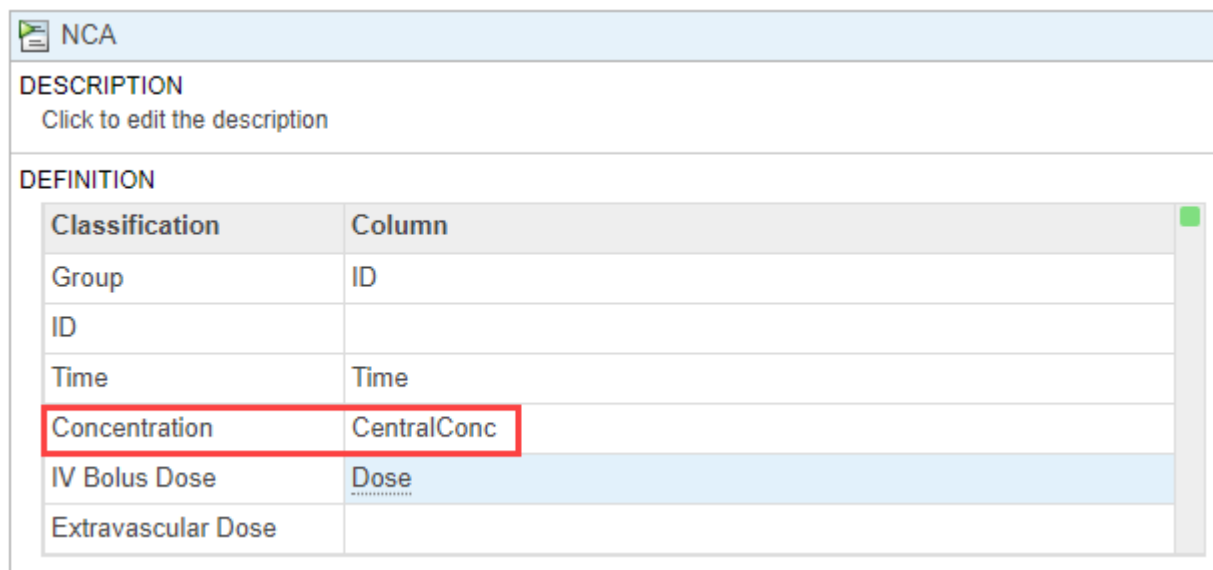 NCA
DESCRIPTION
Click to edit the description
DEFINITION
Classification Column
Group ID
ID
Time Time
Concentration CentralConc
IV Bolus Dose Dose
Extravascular Dose